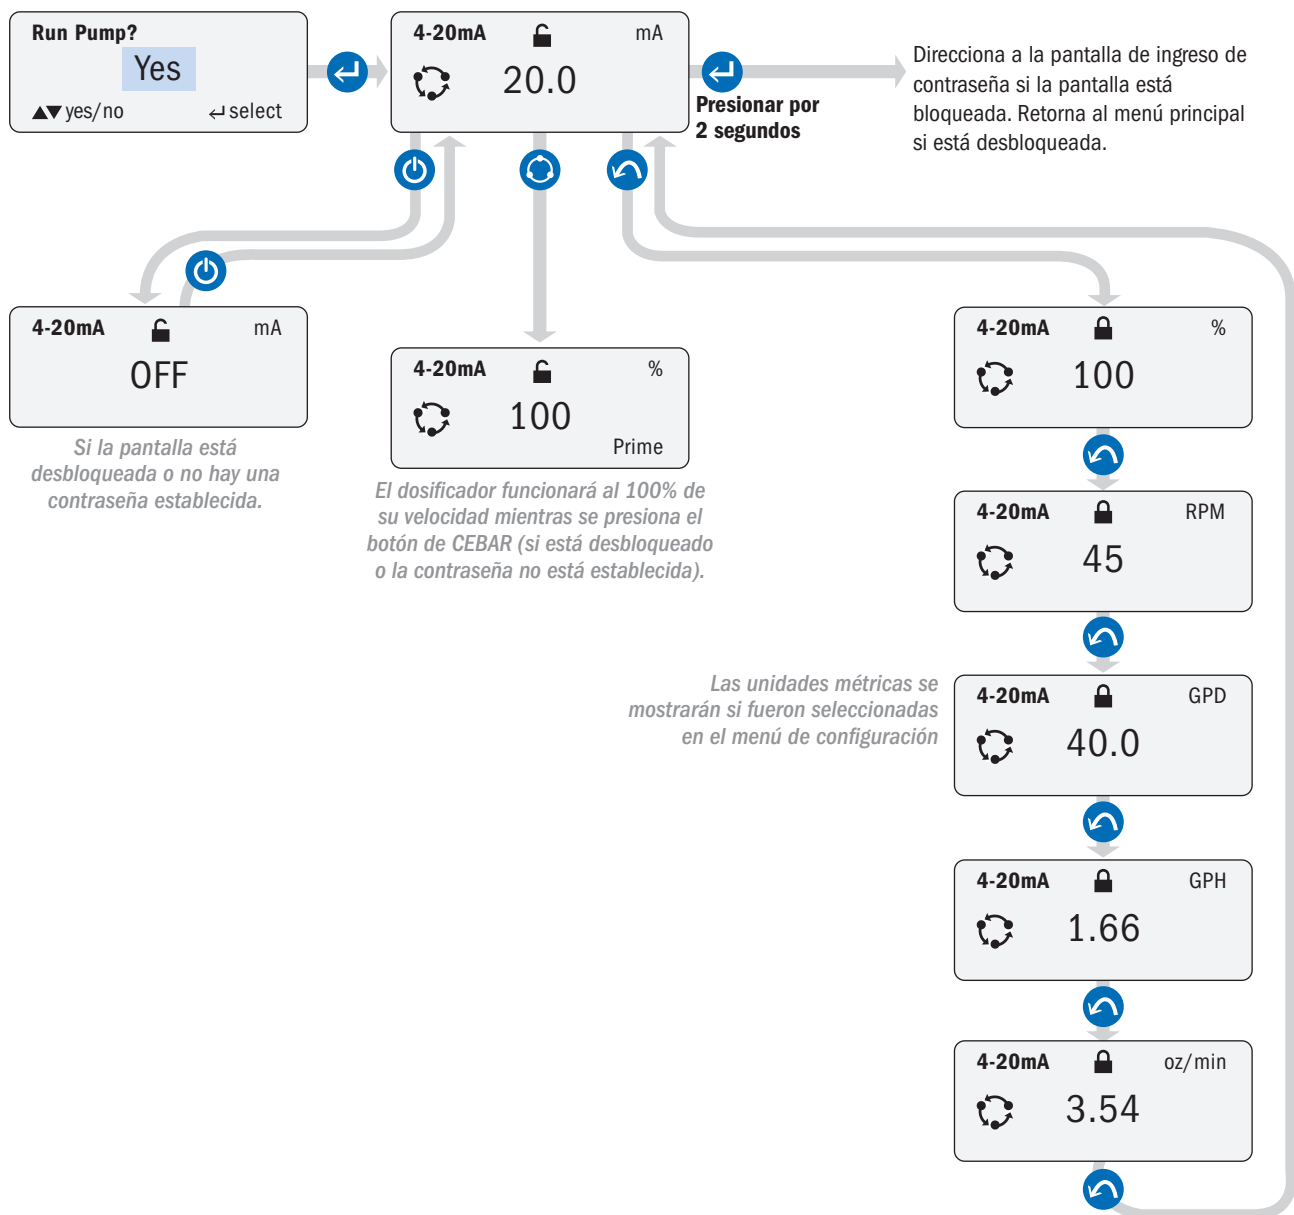 Run Pump?
Yes
▲▼ yes/no ↵ select
4-20mA mA
20.0
Presionar por
2 segundos
Direcciona a la pantalla de ingreso de
contraseña si la pantalla está
bloqueada. Retorna al menú principal
si está desbloqueada.
4-20mA mA
OFF
Si la pantalla está
desbloqueada o no hay una
contraseña establecida.
4-20mA %
100
Prime
El dosificador funcionará al 100% de
su velocidad mientras se presiona el
botón de CEBAR (si está desbloqueado
o la contraseña no está establecida).
4-20mA %
100
4-20mA RPM
45
Las unidades métricas se
mostrarán si fueron seleccionadas
en el menú de configuración
4-20mA GPD
40.0
4-20mA GPH
1.66
4-20mA oz/min
3.54